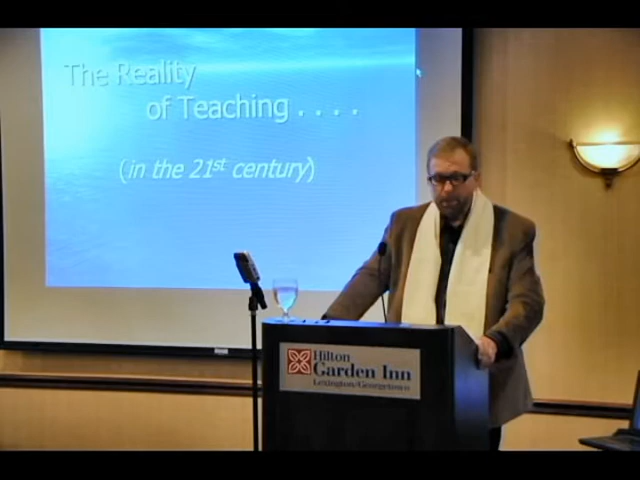 The Reality
of Teaching . . . .
(in the 21st century)
Hilton
Garden Inn
Lexington/Georgetown